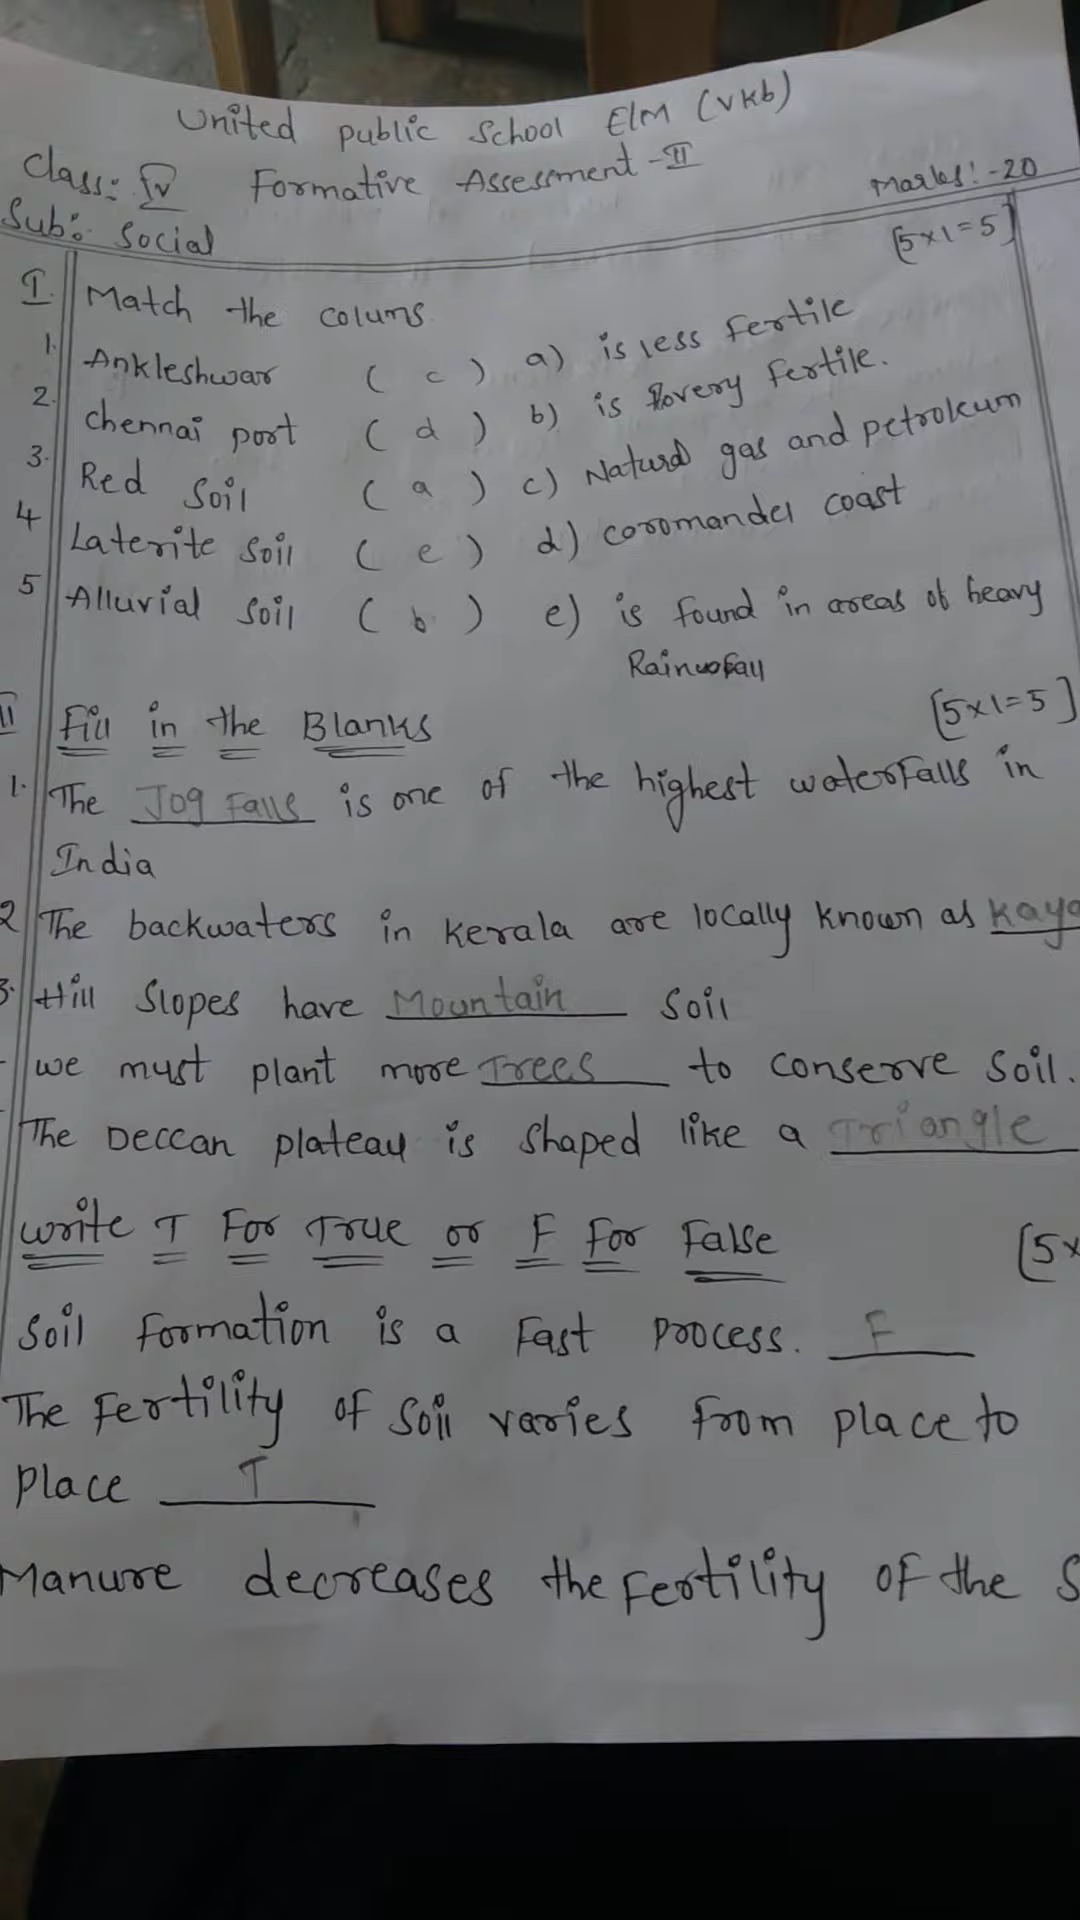 United public School ElM (vkb)
Class: IV Formative Assessment -II
Marks: -20
Sub: Social
[5x1=5]
I. Match the colums.
1. Ankleshwar ( c ) a) is less fertile
2. chennai port ( d ) b) is very fertile.
3. Red Soil ( a ) c) Natural gas and petroleum
4 Laterite soil ( e ) d) coromandel coast
5 Alluvial soil ( b ) e) is found in areas of heavy
Rainfall
II Fill in the Blanks [5x1=5]
1. The Jog Falls is one of the highest waterfalls in
India
2 The backwaters in kerala are locally known as
3. Hill Slopes have Mountain Soil
we must plant more Trees to conserve soil.
The Deccan plateau is shaped like a Triangle
write T For True or F For False [5x
Soil formation is a Fast process. F
The Fertility of Soil varies from place to
place T
Manure decreases the Fertility of the